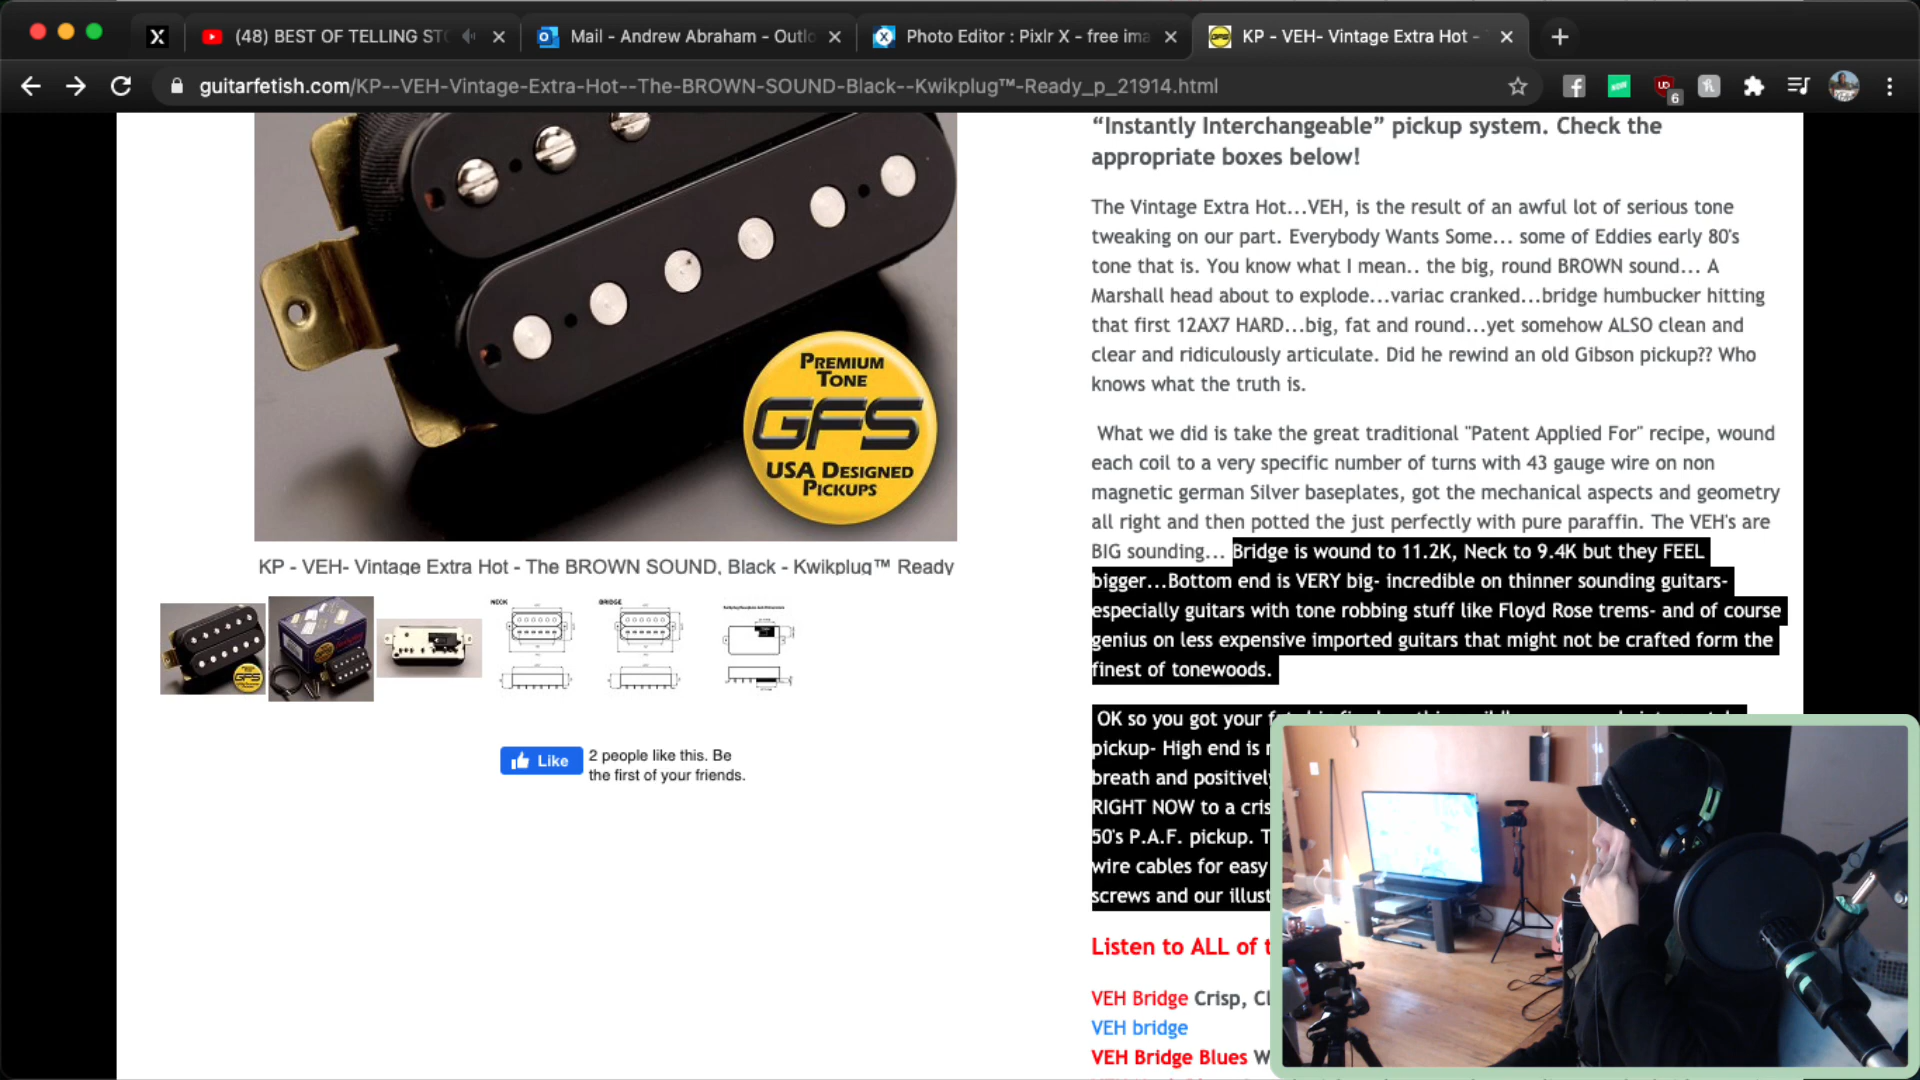 (48) BEST OF TELLING STO
Mail - Andrew Abraham - Outlo
Photo Editor : Pixlr X - free ima
KP - VEH- Vintage Extra Hot -
guitarfetish.com/KP--VEH-Vintage-Extra-Hot--The-BROWN-SOUND-Black--Kwikplug™-Ready_p_21914.html
6
PREMIUM
TONE
GFS
USA DESIGNED
PICKUPS
KP - VEH- Vintage Extra Hot - The BROWN SOUND, Black - Kwikplug™ Ready
NECK
BRIDGE
Like
2 people like this. Be
the first of your friends.
“Instantly Interchangeable” pickup system. Check the
appropriate boxes below!
The Vintage Extra Hot...VEH, is the result of an awful lot of serious tone
tweaking on our part. Everybody Wants Some... some of Eddies early 80's
tone that is. You know what I mean.. the big, round BROWN sound... A
Marshall head about to explode...variac cranked...bridge humbucker hitting
that first 12AX7 HARD...big, fat and round...yet somehow ALSO clean and
clear and ridiculously articulate. Did he rewind an old Gibson pickup?? Who
knows what the truth is.
What we did is take the great traditional "Patent Applied For" recipe, wound
each coil to a very specific number of turns with 43 gauge wire on non
magnetic german Silver baseplates, got the mechanical aspects and geometry
all right and then potted the just perfectly with pure paraffin. The VEH's are
BIG sounding... Bridge is wound to 11.2K, Neck to 9.4K but they FEEL
bigger...Bottom end is VERY big- incredible on thinner sounding guitars-
especially guitars with tone robbing stuff like Floyd Rose trems- and of course
genius on less expensive imported guitars that might not be crafted form the
finest of tonewoods.
OK so you got your
pickup- High end is
breath and positively
RIGHT NOW to a cris
50's P.A.F. pickup. T
wire cables for easy
screws and our illust
Listen to ALL of t
VEH Bridge Crisp, Cl
VEH bridge
VEH Bridge Blues W